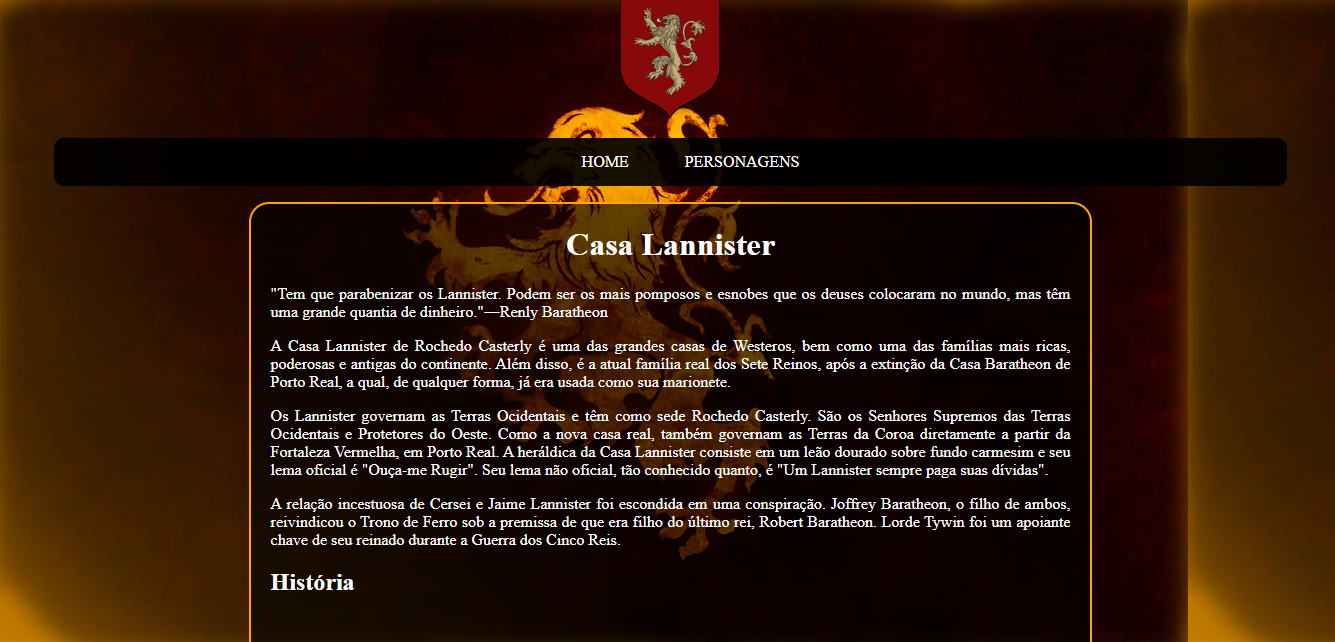 HOME PERSONAGENS
Casa Lannister
"Tem que parabenizar os Lannister. Podem ser os mais pomposos e esnobes que os deuses colocaram no mundo, mas têm
uma grande quantia de dinheiro."—Renly Baratheon
A Casa Lannister de Rochedo Casterly é uma das grandes casas de Westeros, bem como uma das famílias mais ricas,
poderosas e antigas do continente. Além disso, é a atual família real dos Sete Reinos, após a extinção da Casa Baratheon de
Porto Real, a qual, de qualquer forma, já era usada como sua marionete.
Os Lannister governam as Terras Ocidentais e têm como sede Rochedo Casterly. São os Senhores Supremos das Terras
Ocidentais e Protetores do Oeste. Como a nova casa real, também governam as Terras da Coroa diretamente a partir da
Fortaleza Vermelha, em Porto Real. A heráldica da Casa Lannister consiste em um leão dourado sobre fundo carmesim e seu
lema oficial é "Ouça-me Rugir". Seu lema não oficial, tão conhecido quanto, é "Um Lannister sempre paga suas dívidas".
A relação incestuosa de Cersei e Jaime Lannister foi escondida em uma conspiração. Joffrey Baratheon, o filho de ambos,
reivindicou o Trono de Ferro sob a premissa de que era filho do último rei, Robert Baratheon. Lorde Tywin foi um apoiante
chave de seu reinado durante a Guerra dos Cinco Reis.
História